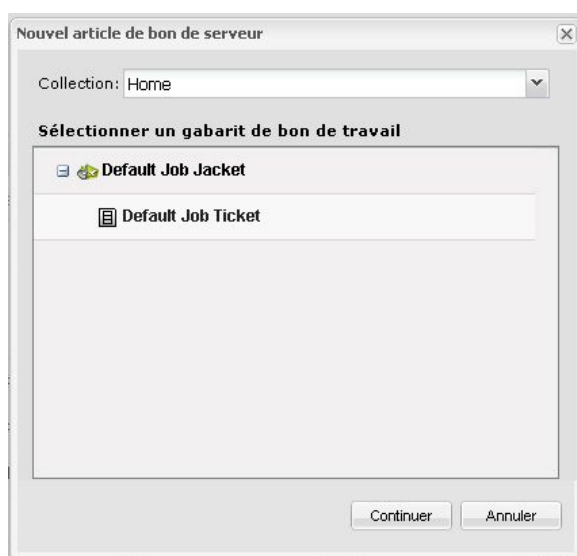 Nouvel article de bon de serveur
Collection: Home
Sélectionner un gabarit de bon de travail
Default Job Jacket
Default Job Ticket
Continuer Annuler